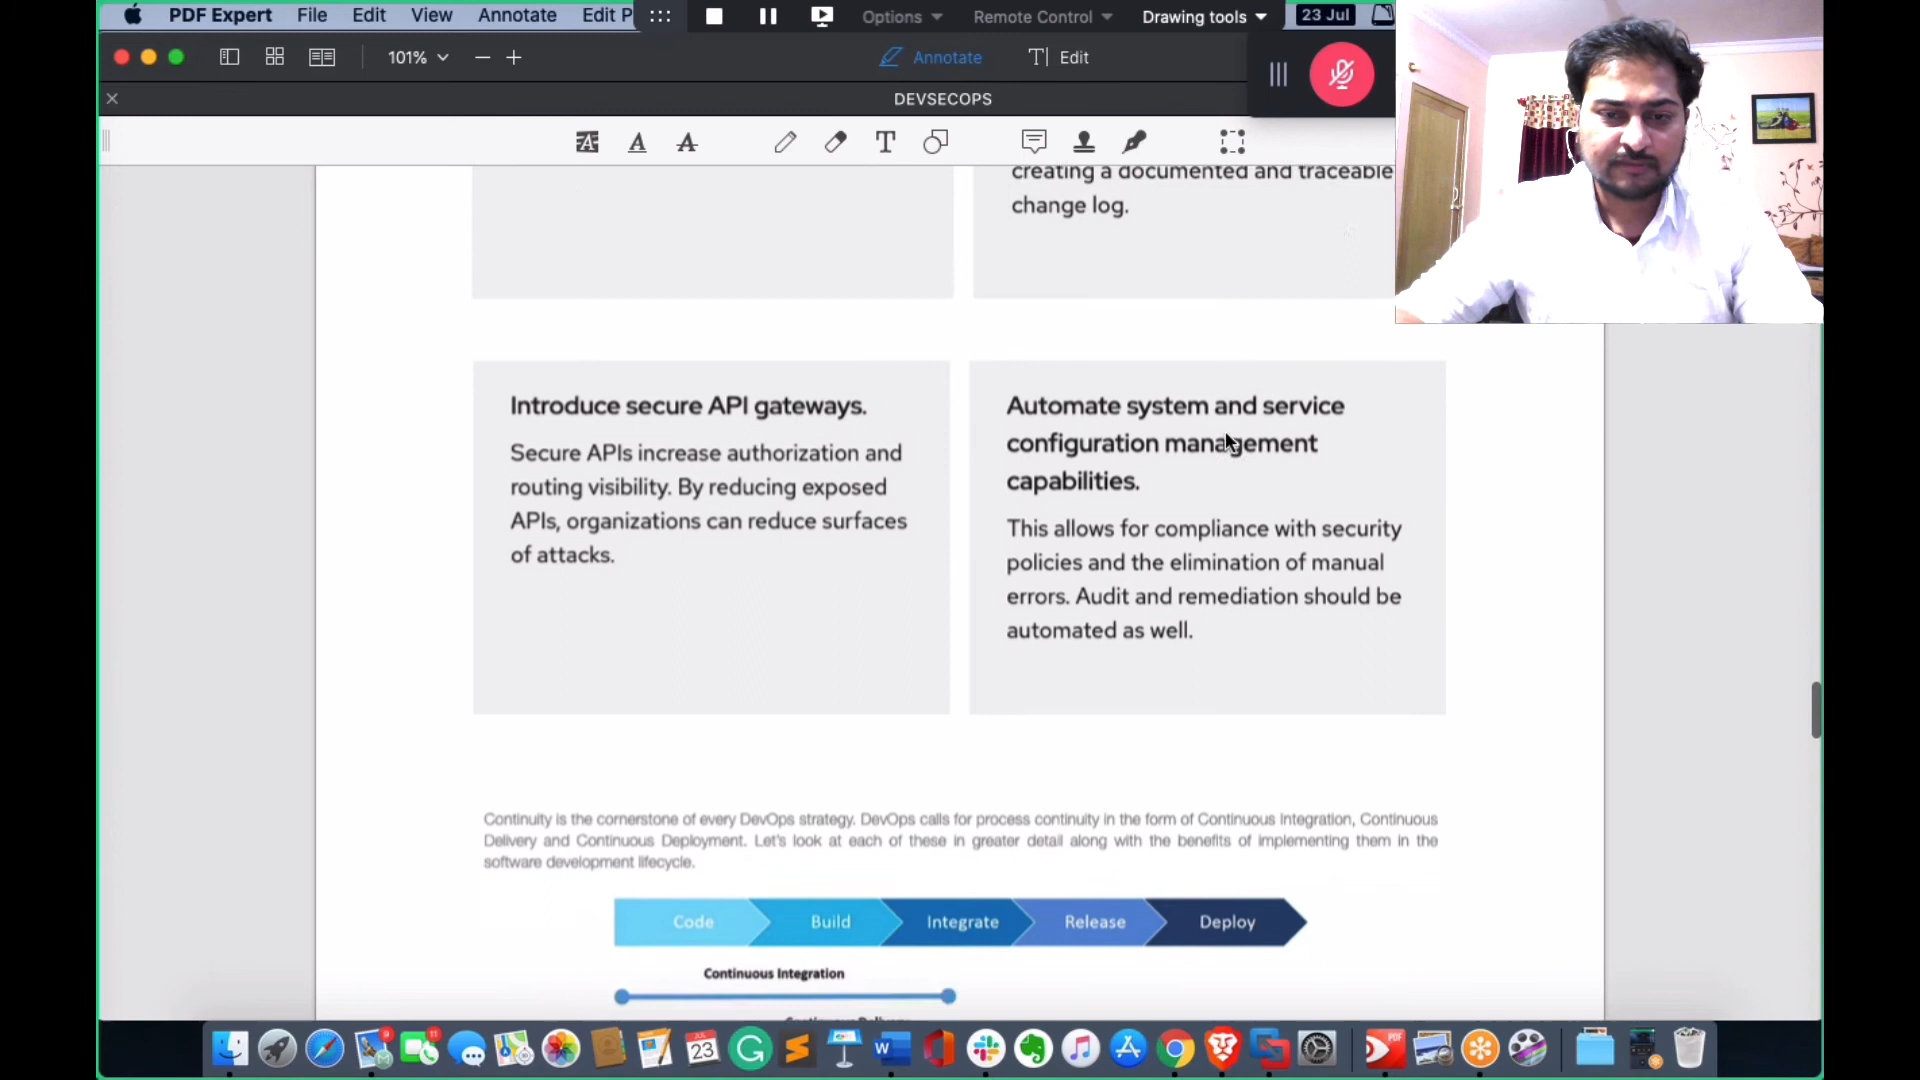 PDF Expert File Edit View Annotate Edit P
Options Remote Control Drawing tools 23 Jul
101% Annotate T Edit
DEVSECOPS
A A A T
creating a documented and traceable
change log.
Introduce secure API gateways.
Secure APIs increase authorization and
routing visibility. By reducing exposed
APIs, organizations can reduce surfaces
of attacks.
Automate system and service
configuration management
capabilities.
This allows for compliance with security
policies and the elimination of manual
errors. Audit and remediation should be
automated as well.
Continuity is the cornerstone of every DevOps strategy. DevOps calls for process continuity in the form of Continuous Integration, Continuous
Delivery and Continuous Deployment. Let's look at each of these in greater detail along with the benefits of implementing them in the
software development lifecycle.
Code Build Integrate Release Deploy
Continuous Integration
9 11 23 W PDF